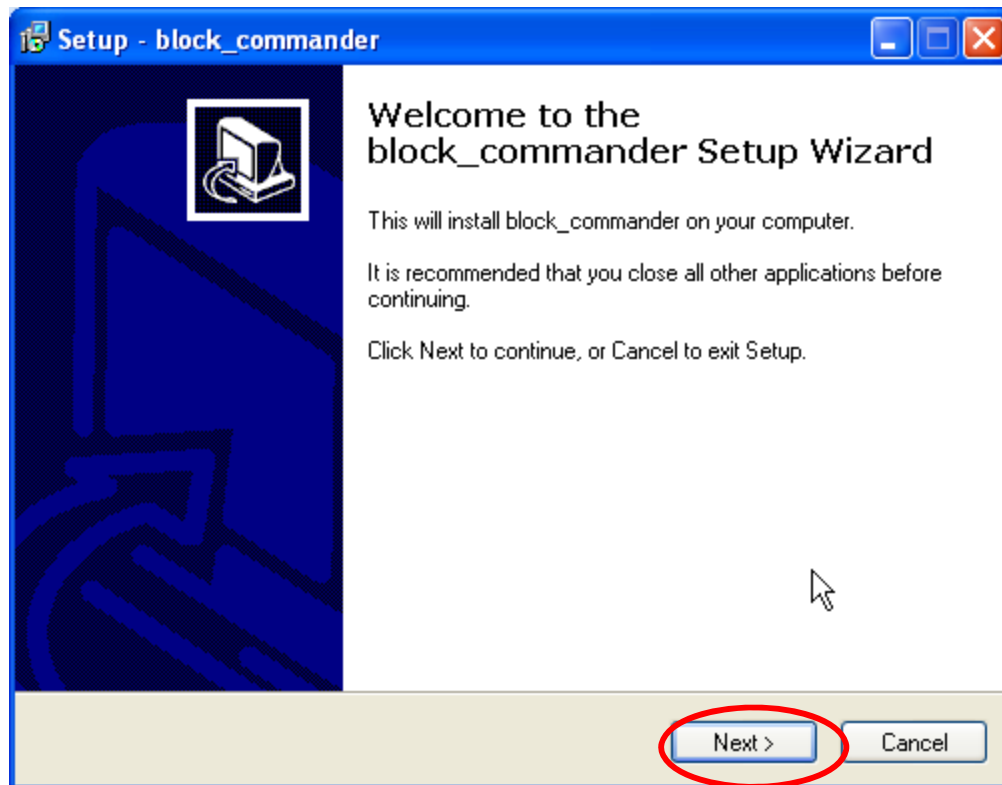 Setup - block_commander
Welcome to the
block_commander Setup Wizard
This will install block_commander on your computer.
It is recommended that you close all other applications before
continuing.
Click Next to continue, or Cancel to exit Setup.
Next >
Cancel